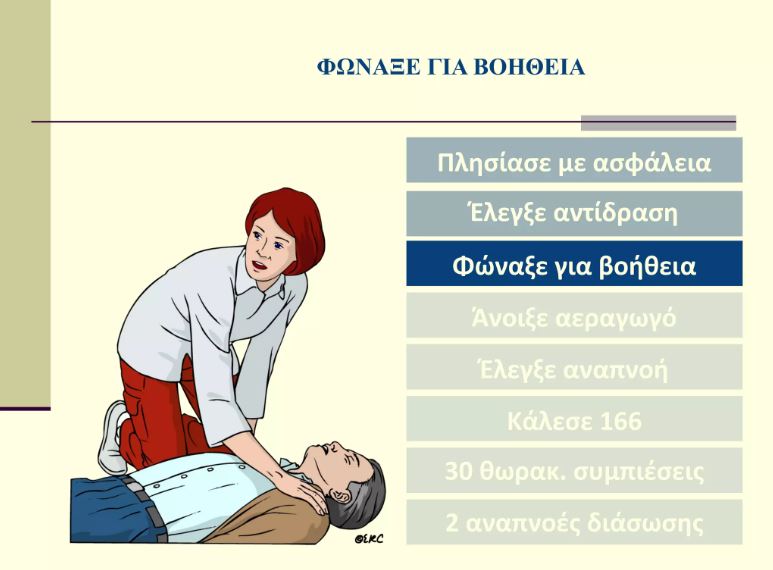 ΦΩΝΑΞΕ ΓΙΑ ΒΟΗΘΕΙΑ
Πλησίασε με ασφάλεια
Έλεγξε αντίδραση
Φώναξε για βοήθεια
Άνοιξε αεραγωγό
Έλεγξε αναπνοή
Κάλεσε 166
30 θωρακ. συμπιέσεις
2 αναπνοές διάσωσης
@ERC